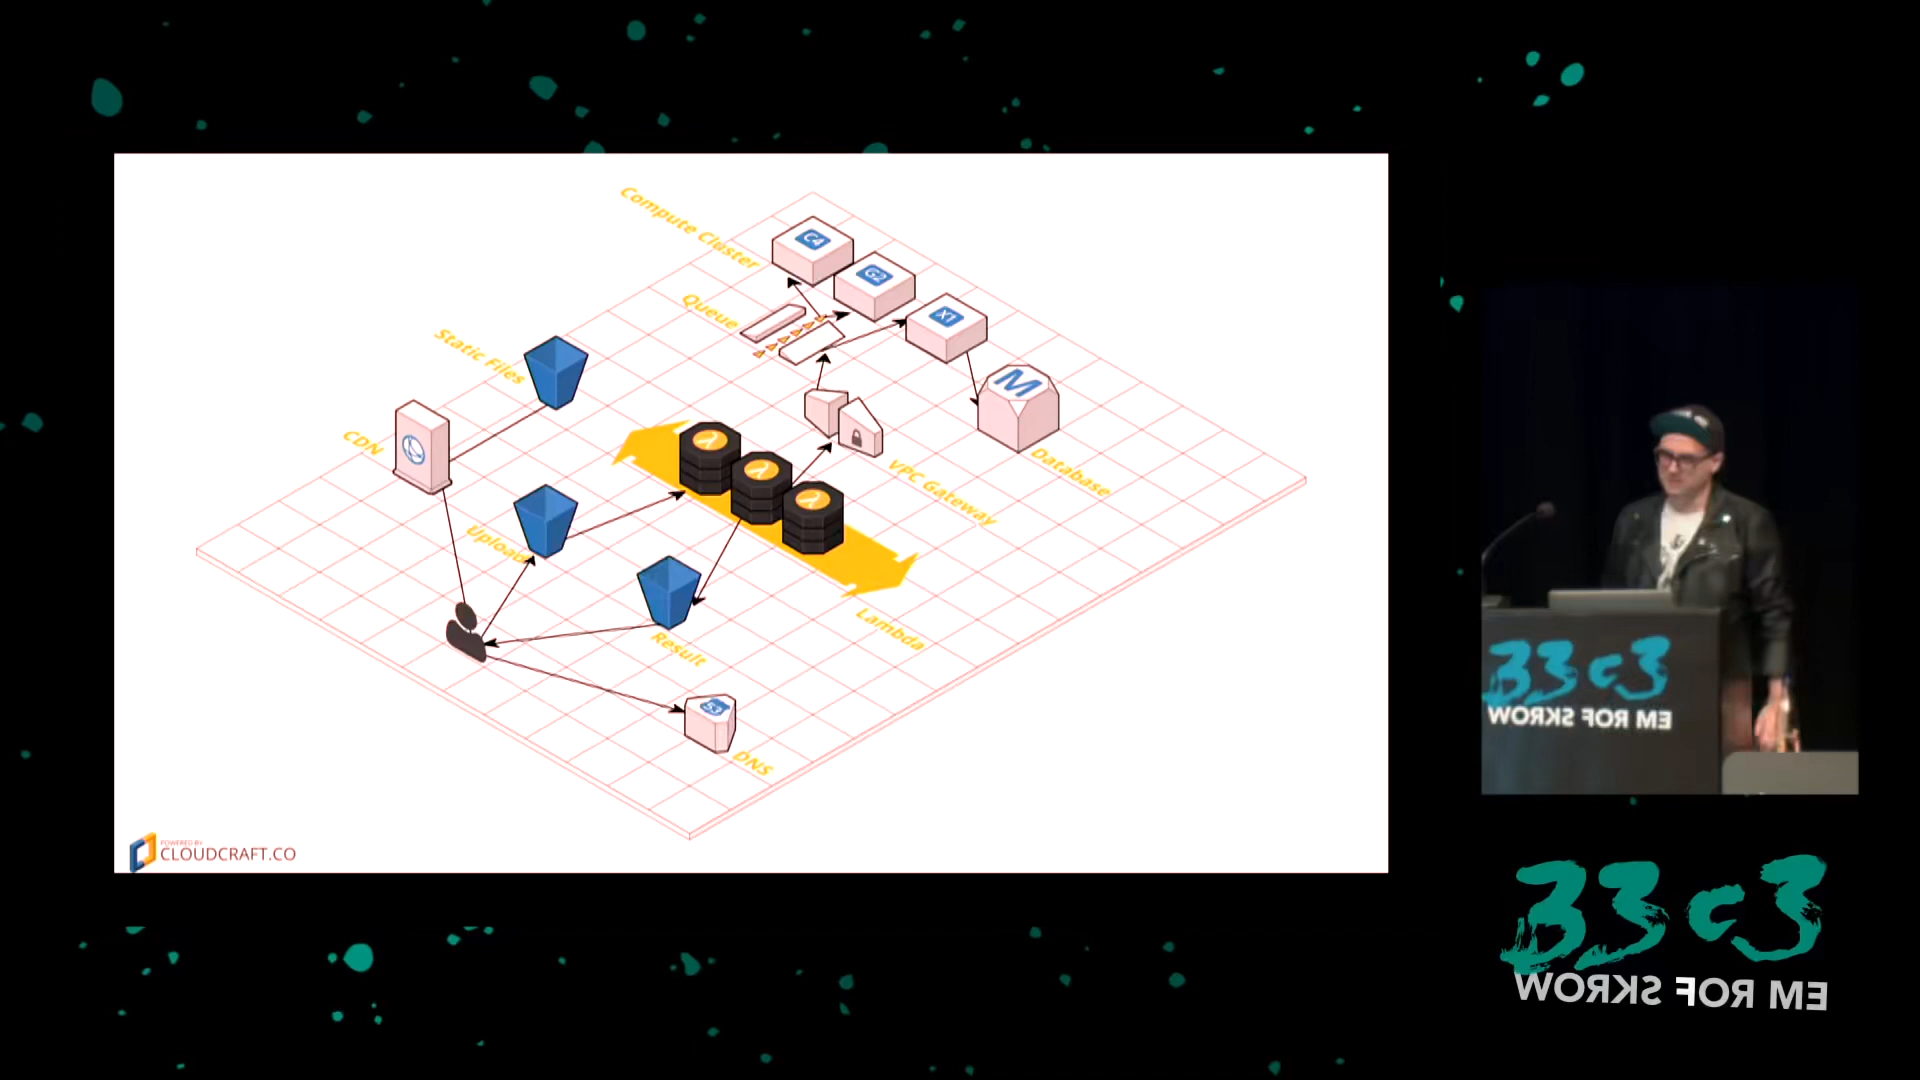 Compute Cluster
C4
G2
Queue
X1
Static Files
M
CDN
λ
λ
λ
VPC Gateway
Database
Upload
Lambda
Result
53
DNS
POWERED BY
CLOUDCRAFT.CO
33c3
WORKS FOR ME
33c3
WORKS FOR ME